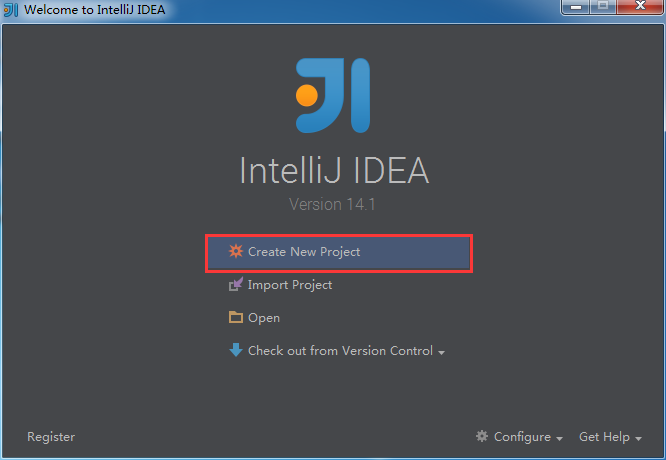 Welcome to IntelliJ IDEA
IntelliJ IDEA
Version 14.1
Create New Project
Import Project
Open
Check out from Version Control
Register
Configure
Get Help